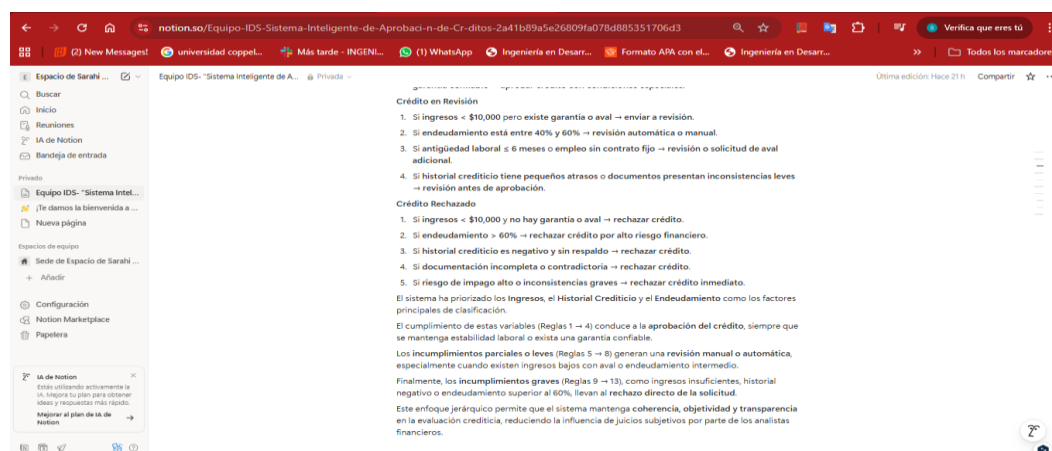 notion.so/Equipo-IDS-Sistema-Inteligente-de-Aprobaci-n-de-Cr-ditos-2a41b89a5e26809fa078d885351706d3
Verifica que eres tú
(2) New Messages!
universidad coppel...
Más tarde - INGENI...
(1) WhatsApp
Ingeniería en Desarr...
Formato APA con el...
Ingeniería en Desarr...
»
Todos los marcadores
E Espacio de Sarahi ...
Equipo IDS- "Sistema Inteligente de A...
Privada
Última edición: Hace 21 h
Compartir
Buscar
Inicio
Reuniones
IA de Notion
Bandeja de entrada
Privado
Equipo IDS- "Sistema Intel...
¡Te damos la bienvenida a ...
Nueva página
Espacios de equipo
Sede de Espacio de Sarahi ...
+ Añadir
Configuración
Notion Marketplace
Papelera
IA de Notion
Estás utilizando activamente la
IA. Mejora tu plan para obtener
ideas y respuestas más rápido.
Mejorar al plan de IA de
Notion →
Crédito en Revisión
1. Si ingresos < $10,000 pero existe garantía o aval → enviar a revisión.
2. Si endeudamiento está entre 40% y 60% → revisión automática o manual.
3. Si antigüedad laboral ≤ 6 meses o empleo sin contrato fijo → revisión o solicitud de aval
adicional.
4. Si historial crediticio tiene pequeños atrasos o documentos presentan inconsistencias leves
→ revisión antes de aprobación.
Crédito Rechazado
1. Si ingresos < $10,000 y no hay garantía o aval → rechazar crédito.
2. Si endeudamiento > 60% → rechazar crédito por alto riesgo financiero.
3. Si historial crediticio es negativo y sin respaldo → rechazar crédito.
4. Si documentación incompleta o contradictoria → rechazar crédito.
5. Si riesgo de impago alto o inconsistencias graves → rechazar crédito inmediato.
El sistema ha priorizado los Ingresos, el Historial Crediticio y el Endeudamiento como los factores
principales de clasificación.
El cumplimiento de estas variables (Reglas 1 → 4) conduce a la aprobación del crédito, siempre que
se mantenga estabilidad laboral o exista una garantía confiable.
Los incumplimientos parciales o leves (Reglas 5 → 8) generan una revisión manual o automática,
especialmente cuando existen ingresos bajos con aval o endeudamiento intermedio.
Finalmente, los incumplimientos graves (Reglas 9 → 13), como ingresos insuficientes, historial
negativo o endeudamiento superior al 60%, llevan al rechazo directo de la solicitud.
Este enfoque jerárquico permite que el sistema mantenga coherencia, objetividad y transparencia
en la evaluación crediticia, reduciendo la influencia de juicios subjetivos por parte de los analistas
financieros.